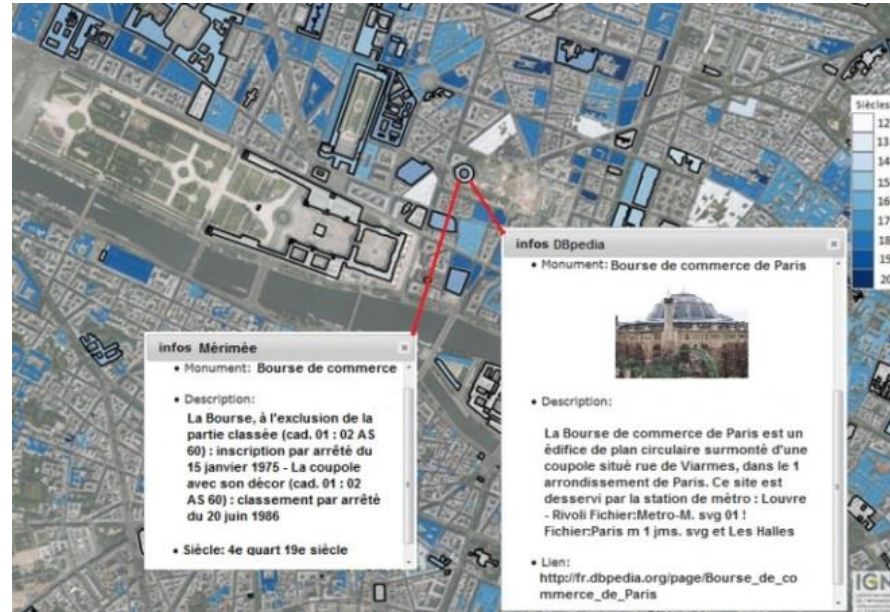 Siècles
12
13
14
15
16
17
18
19
20
infos DBpedia
• Monument: Bourse de commerce de Paris
• Description:
La Bourse de commerce de Paris est un
édifice de plan circulaire surmonté d'une
coupole situé rue de Viarmes, dans le 1
arrondissement de Paris. Ce site est
desservi par la station de métro : Louvre
- Rivoli Fichier:Metro-M. svg 01 !
Fichier:Paris m 1 jms. svg et Les Halles
• Lien:
http://fr.dbpedia.org/page/Bourse_de_co
mmerce_de_Paris
infos Mérimée
• Monument: Bourse de commerce
• Description:
La Bourse, à l'exclusion de la
partie classée (cad. 01 : 02 AS
60) : inscription par arrêté du
15 janvier 1975 - La coupole
avec son décor (cad. 01 : 02
AS 60) : classement par arrêté
du 20 juin 1986
• Siècle: 4e quart 19e siècle
IGN